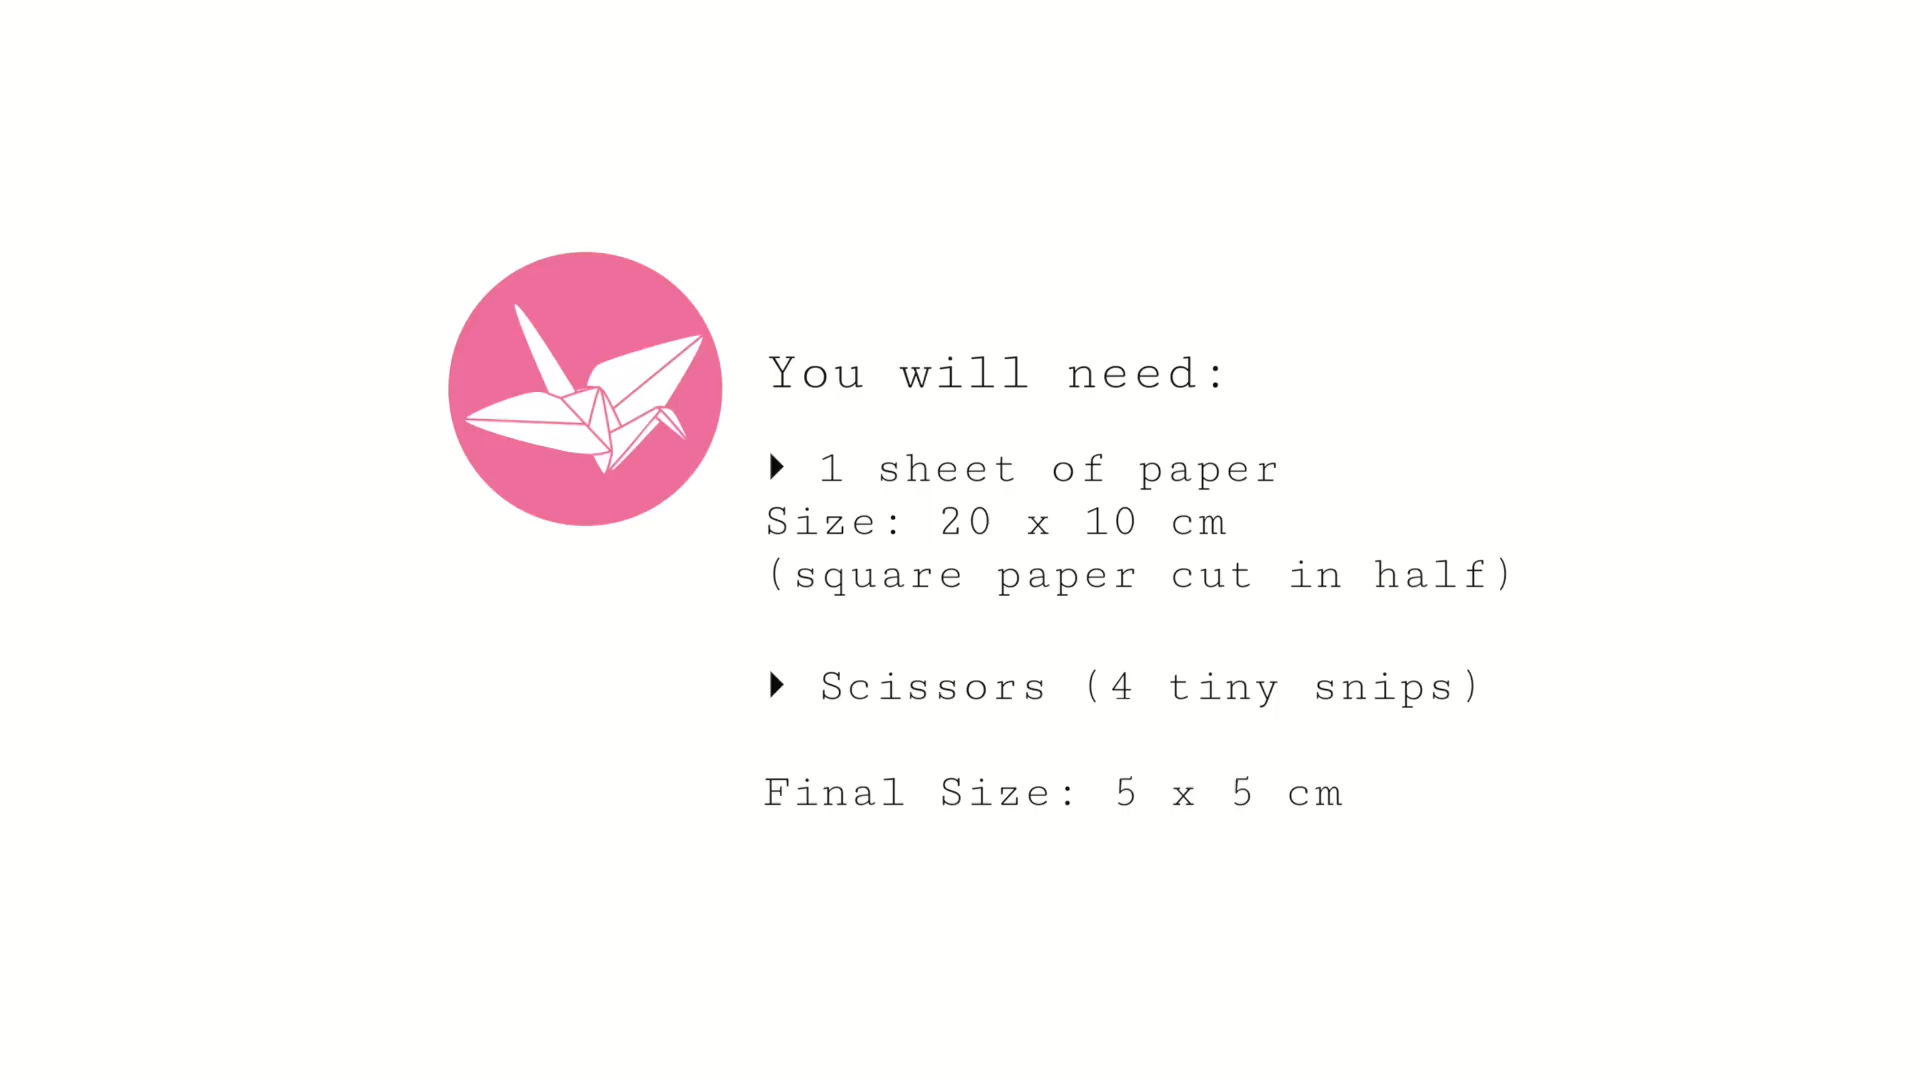 You will need:
▶ 1 sheet of paper
Size: 20 x 10 cm
(square paper cut in half)
▶ Scissors (4 tiny snips)
Final Size: 5 x 5 cm